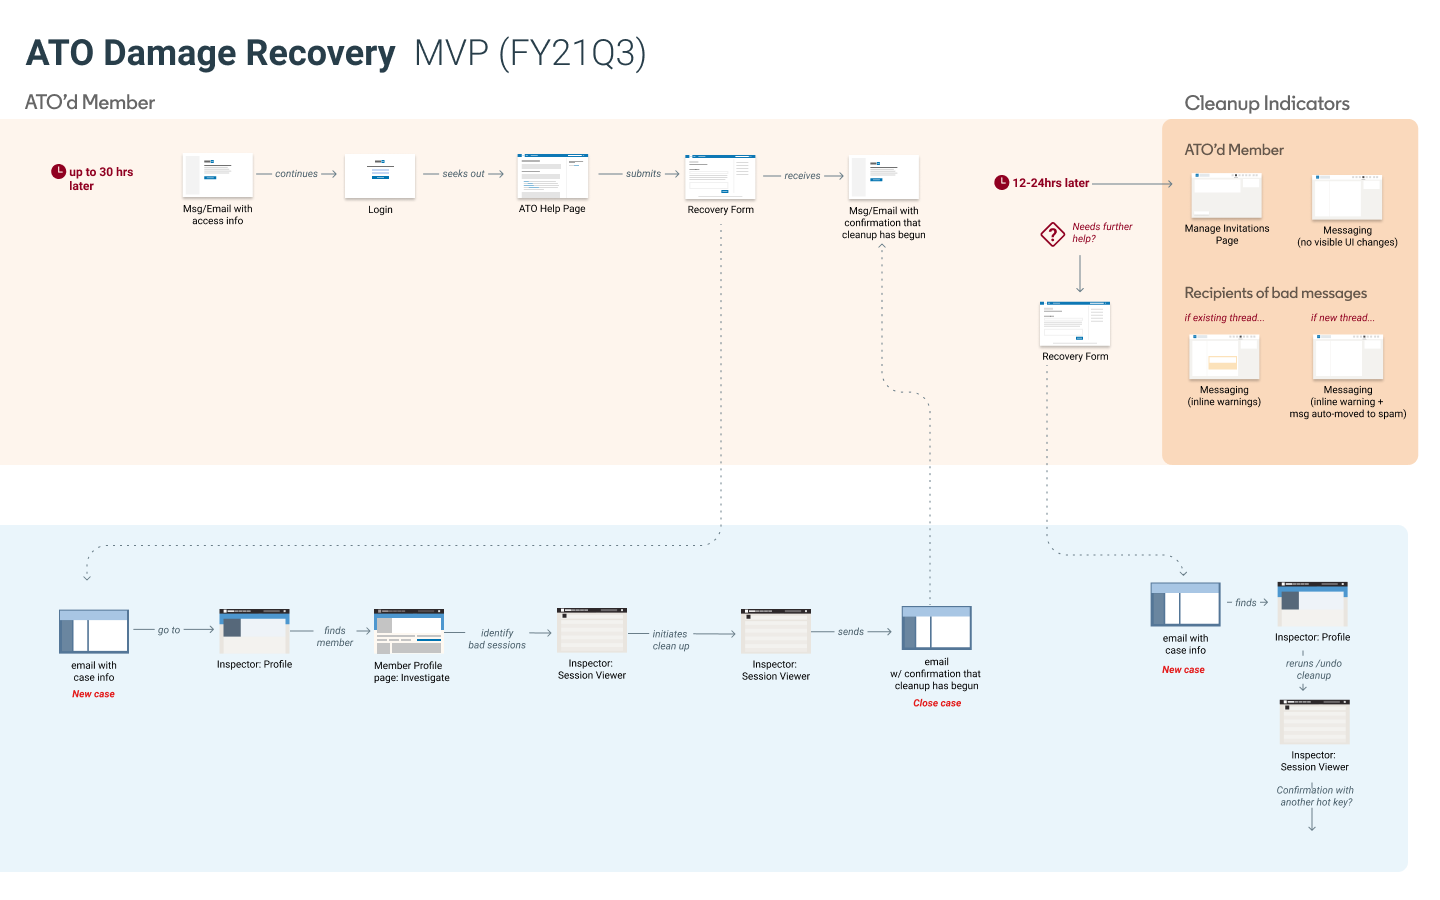 ATO Damage Recovery MVP (FY21Q3)
ATO'd Member
Cleanup Indicators
up to 30 hrs
later
continues
seeks out
submits
receives
Msg/Email with
access info
Login
ATO Help Page
Recovery Form
Msg/Email with
confirmation that
cleanup has begun
12-24hrs later
Needs further
help?
Recovery Form
ATO'd Member
Manage Invitations
Page
Messaging
(no visible UI changes)
Recipients of bad messages
if existing thread...
if new thread...
Messaging
(inline warnings)
Messaging
(inline warning +
msg auto-moved to spam)
go to
finds
member
identify
bad sessions
initiates
clean up
sends
email with
case info
New case
Inspector: Profile
Member Profile
page: Investigate
Inspector:
Session Viewer
Inspector:
Session Viewer
email
w/ confirmation that
cleanup has begun
Close case
finds
email with
case info
New case
Inspector: Profile
reruns /undo
cleanup
Inspector:
Session Viewer
Confirmation with
another hot key?